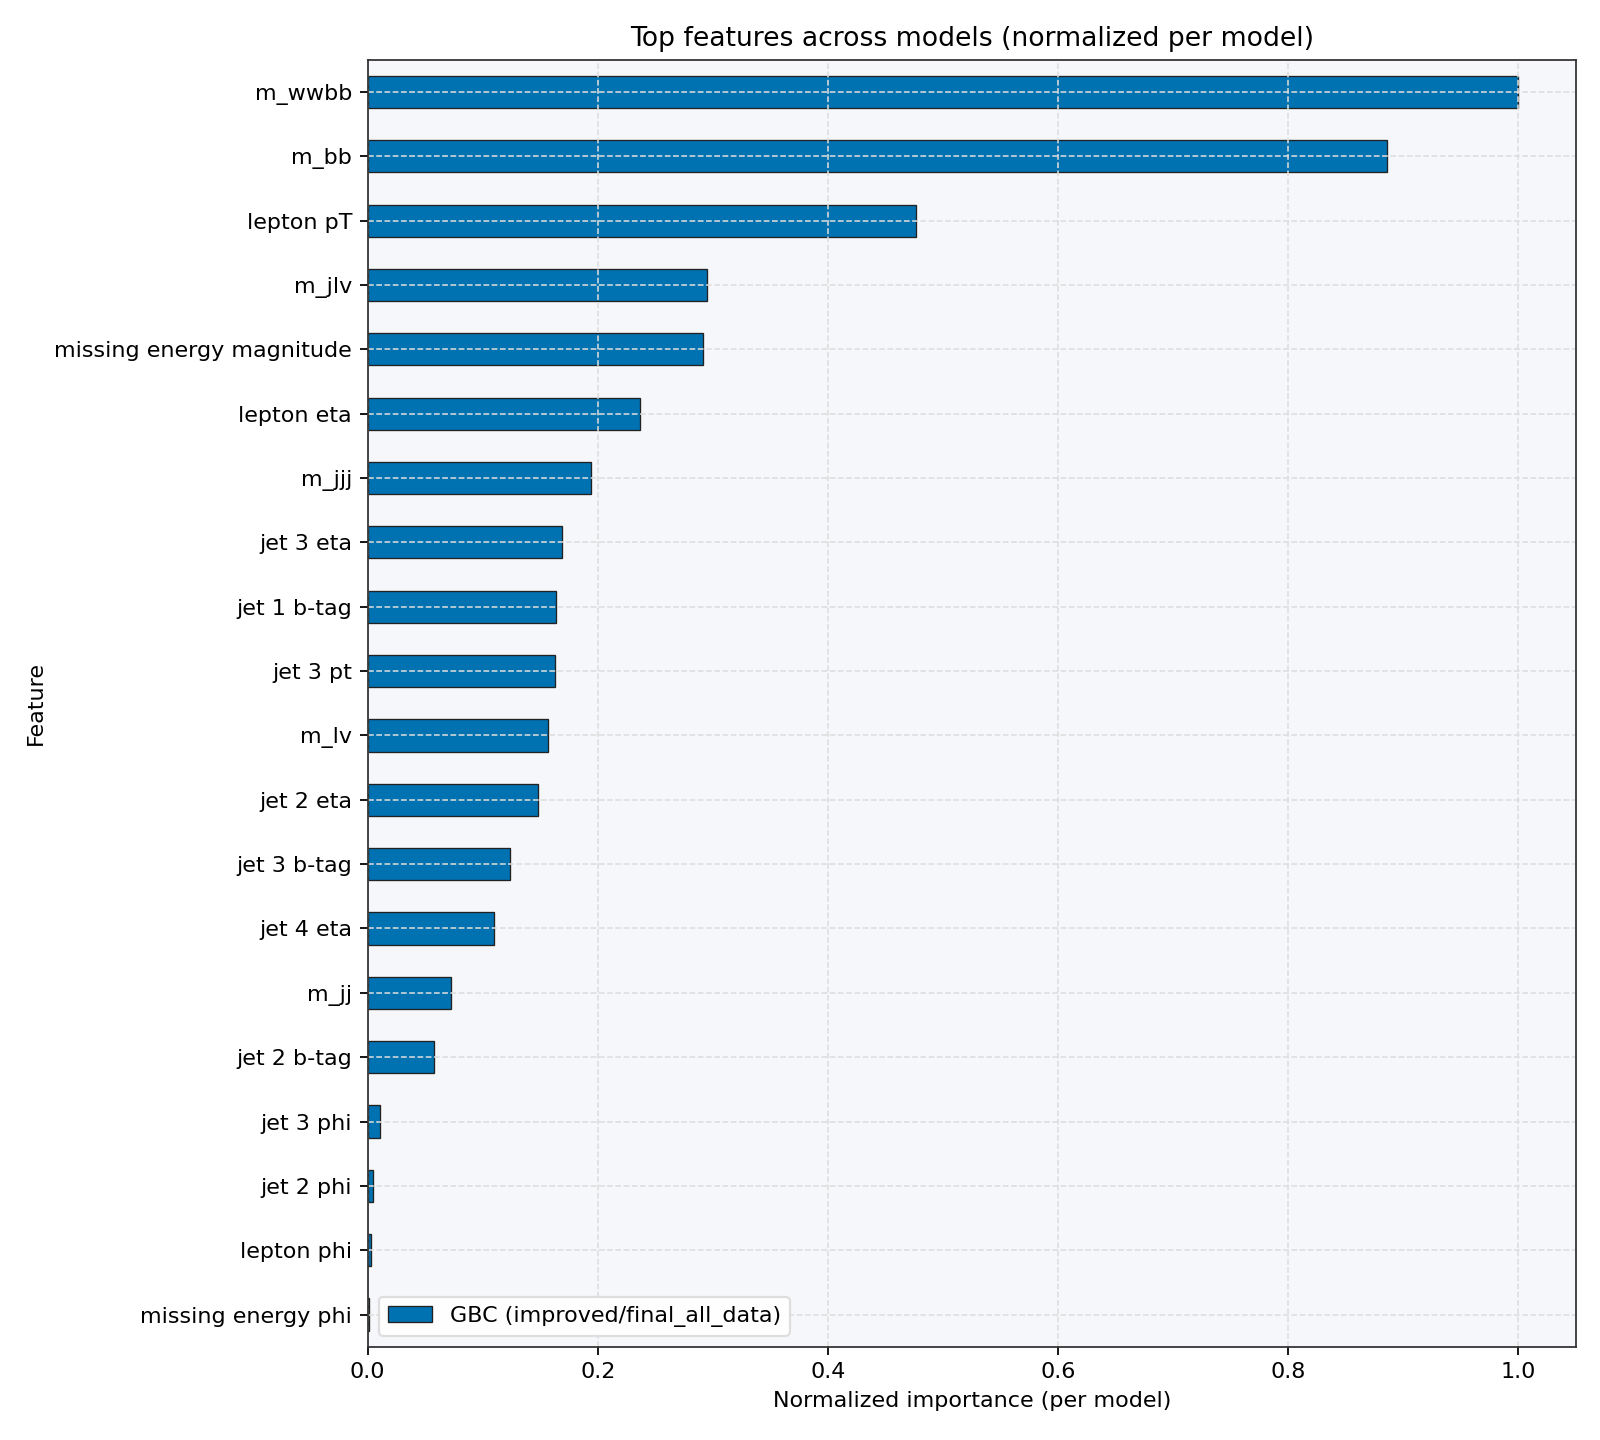 Top features across models (normalized per model)
m_wwbb
m_bb
lepton pT
m_jlv
missing energy magnitude
lepton eta
m_jjj
jet 3 eta
jet 1 b-tag
jet 3 pt
m_lv
jet 2 eta
jet 3 b-tag
jet 4 eta
m_jj
jet 2 b-tag
jet 3 phi
jet 2 phi
lepton phi
missing energy phi
Feature
GBC (improved/final_all_data)
0.0 0.2 0.4 0.6 0.8 1.0
Normalized importance (per model)